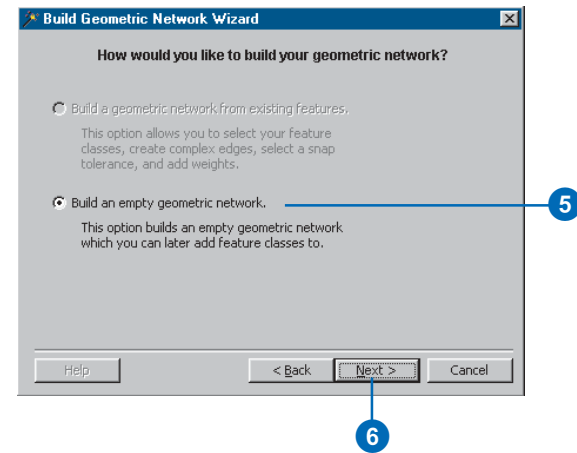 Build Geometric Network Wizard
How would you like to build your geometric network?
Build a geometric network from existing features.
This option allows you to select your feature
classes, create complex edges, select a snap
tolerance, and add weights.
Build an empty geometric network.
5
This option builds an empty geometric network
which you can later add feature classes to.
Help
< Back
Next >
Cancel
6